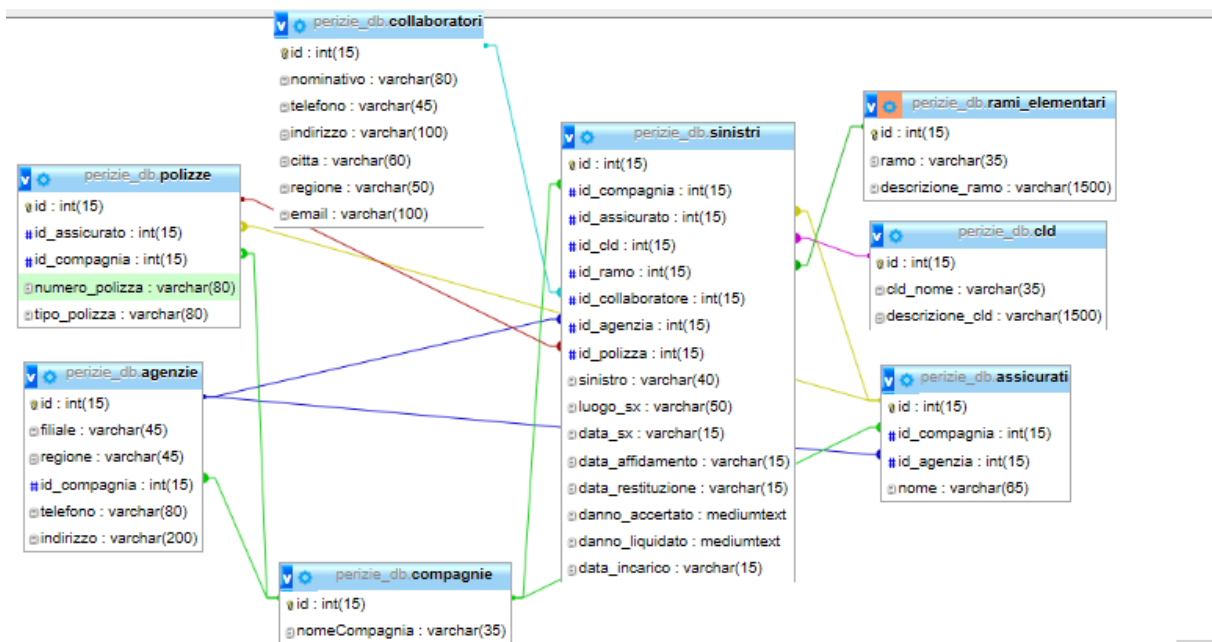 perizie_db.collaboratori
id : int(15)
nominativo : varchar(80)
telefono : varchar(45)
indirizzo : varchar(100)
citta : varchar(60)
regione : varchar(50)
email : varchar(100)
perizie_db.polizze
id : int(15)
#id_assicurato : int(15)
#id_compagnia : int(15)
numero_polizza : varchar(80)
tipo_polizza : varchar(80)
perizie_db.agenzie
id : int(15)
filiale : varchar(45)
regione : varchar(45)
#id_compagnia : int(15)
telefono : varchar(80)
indirizzo : varchar(200)
perizie_db.compagnie
id : int(15)
nomeCompagnia : varchar(35)
perizie_db.sinistri
id : int(15)
#id_compagnia : int(15)
#id_assicurato : int(15)
#id_cld : int(15)
#id_ramo : int(15)
#id_collaboratore : int(15)
#id_agenzia : int(15)
#id_polizza : int(15)
sinistro : varchar(40)
luogo_sx : varchar(50)
data_sx : varchar(15)
data_affidamento : varchar(15)
data_restituzione : varchar(15)
danno_accertato : mediumtext
danno_liquidato : mediumtext
data_incarico : varchar(15)
perizie_db.rami_elementari
id : int(15)
ramo : varchar(35)
descrizione_ramo : varchar(1500)
perizie_db.cld
id : int(15)
cld_nome : varchar(35)
descrizione_cld : varchar(1500)
perizie_db.assicurati
id : int(15)
#id_compagnia : int(15)
#id_agenzia : int(15)
nome : varchar(65)